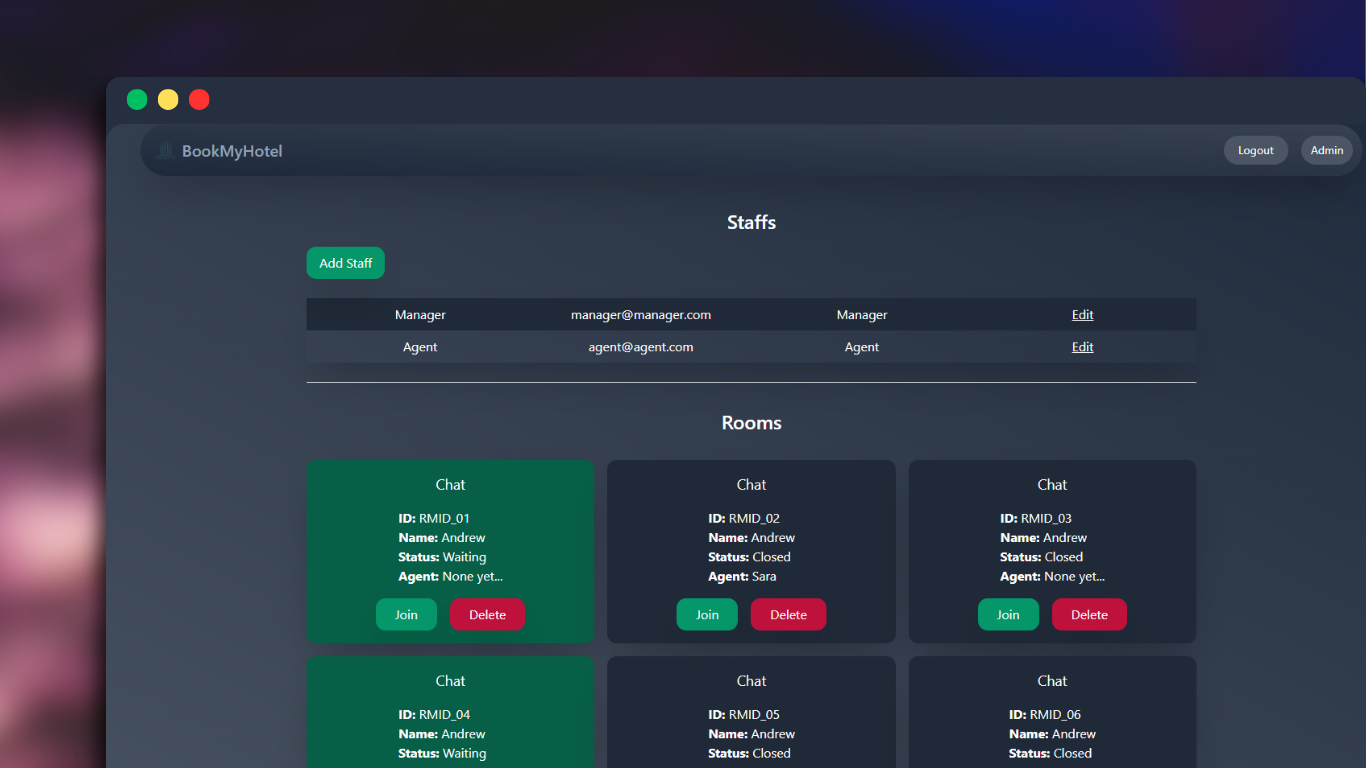 BookMyHotel
Logout
Admin
Staffs
Add Staff
Manager manager@manager.com Manager Edit
Agent agent@agent.com Agent Edit
Rooms
Chat
ID: RMID_01
Name: Andrew
Status: Waiting
Agent: None yet...
Join Delete
Chat
ID: RMID_02
Name: Andrew
Status: Closed
Agent: Sara
Join Delete
Chat
ID: RMID_03
Name: Andrew
Status: Closed
Agent: None yet...
Join Delete
Chat
ID: RMID_04
Name: Andrew
Status: Waiting
Chat
ID: RMID_05
Name: Andrew
Status: Closed
Chat
ID: RMID_06
Name: Andrew
Status: Closed